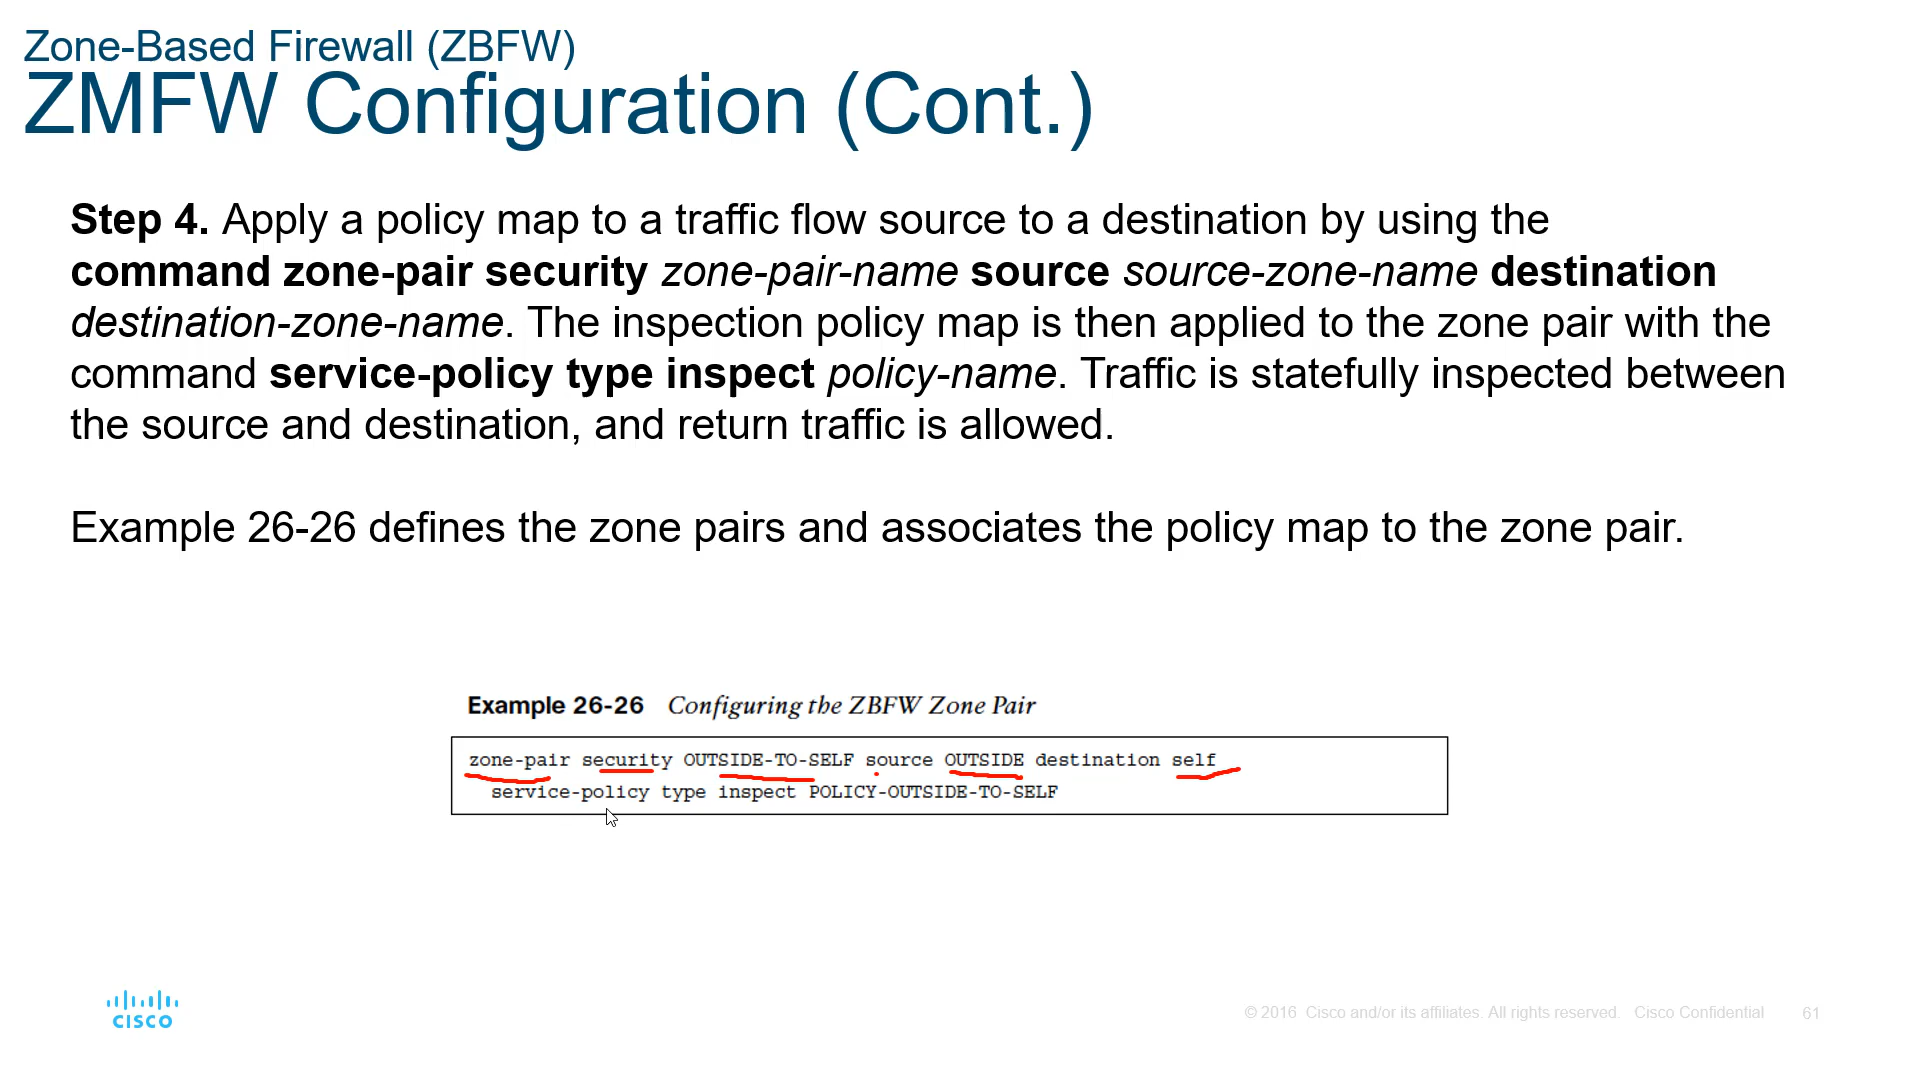 Zone-Based Firewall (ZBFW)
ZMFW Configuration (Cont.)
Step 4. Apply a policy map to a traffic flow source to a destination by using the
command zone-pair security zone-pair-name source source-zone-name destination
destination-zone-name. The inspection policy map is then applied to the zone pair with the
command service-policy type inspect policy-name. Traffic is statefully inspected between
the source and destination, and return traffic is allowed.
Example 26-26 defines the zone pairs and associates the policy map to the zone pair.
Example 26-26 Configuring the ZBFW Zone Pair
zone-pair security OUTSIDE-TO-SELF source OUTSIDE destination self
service-policy type inspect POLICY-OUTSIDE-TO-SELF
CISCO
© 2016 Cisco and/or its affiliates. All rights reserved. Cisco Confidential 61